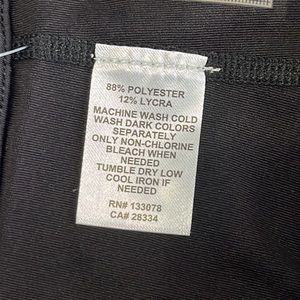 88% POLYESTER
12% LYCRA
MACHINE WASH COLD
WASH DARK COLORS
SEPARATELY
ONLY NON-CHLORINE
BLEACH WHEN
NEEDED
TUMBLE DRY LOW
COOL IRON IF
NEEDED
RN# 133078
CA# 28334